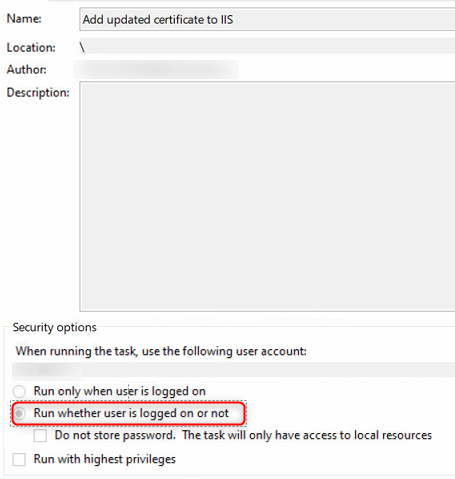 Name: Add updated certificate to IIS
Location: \
Author:
Description:
Security options
When running the task, use the following user account:
Run only when user is logged on
Run whether user is logged on or not
Do not store password. The task will only have access to local resources
Run with highest privileges